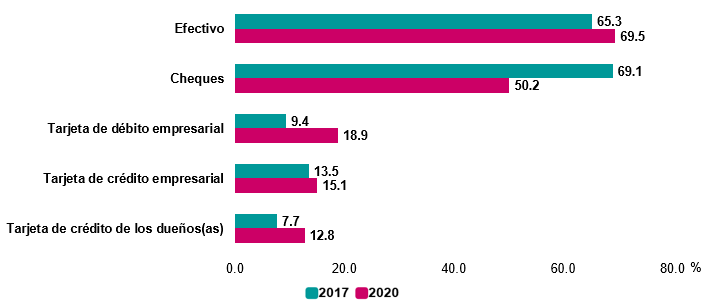 Efectivo 65.3
69.5
Cheques 69.1
50.2
Tarjeta de débito empresarial 9.4
18.9
Tarjeta de crédito empresarial 13.5
15.1
Tarjeta de crédito de los dueños(as) 7.7
12.8
0.0 20.0 40.0 60.0 80.0 %
2017 2020